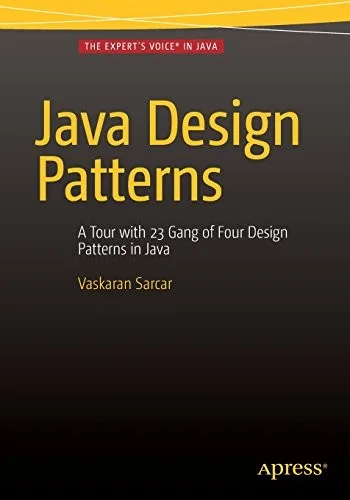 THE EXPERT'S VOICE® IN JAVA
Java Design
Patterns
A Tour with 23 Gang of Four Design
Patterns in Java
Vaskaran Sarcar
Apress®